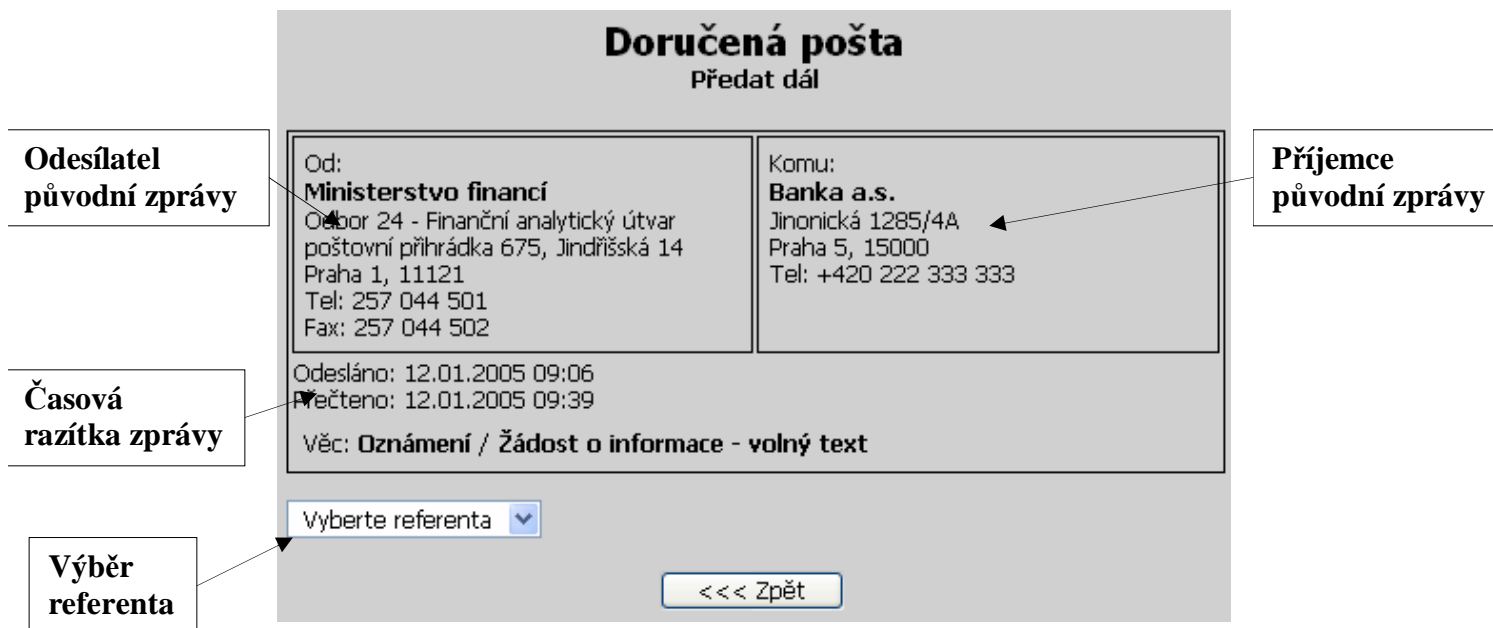 Doručená pošta
Předat dál
Odesílatel
původní zprávy
Od:
Ministerstvo financí
Odbor 24 - Finanční analytický útvar
poštovní přihrádka 675, Jindřišská 14
Praha 1, 11121
Tel: 257 044 501
Fax: 257 044 502
Komu:
Banka a.s.
Jinonická 1285/4A
Praha 5, 15000
Tel: +420 222 333 333
Příjemce
původní zprávy
Časová
razítka zprávy
Odesláno: 12.01.2005 09:06
Přečteno: 12.01.2005 09:39
Věc: Oznámení / Žádost o informace - volný text
Vyberte referenta
Výběr
referenta
<<< Zpět